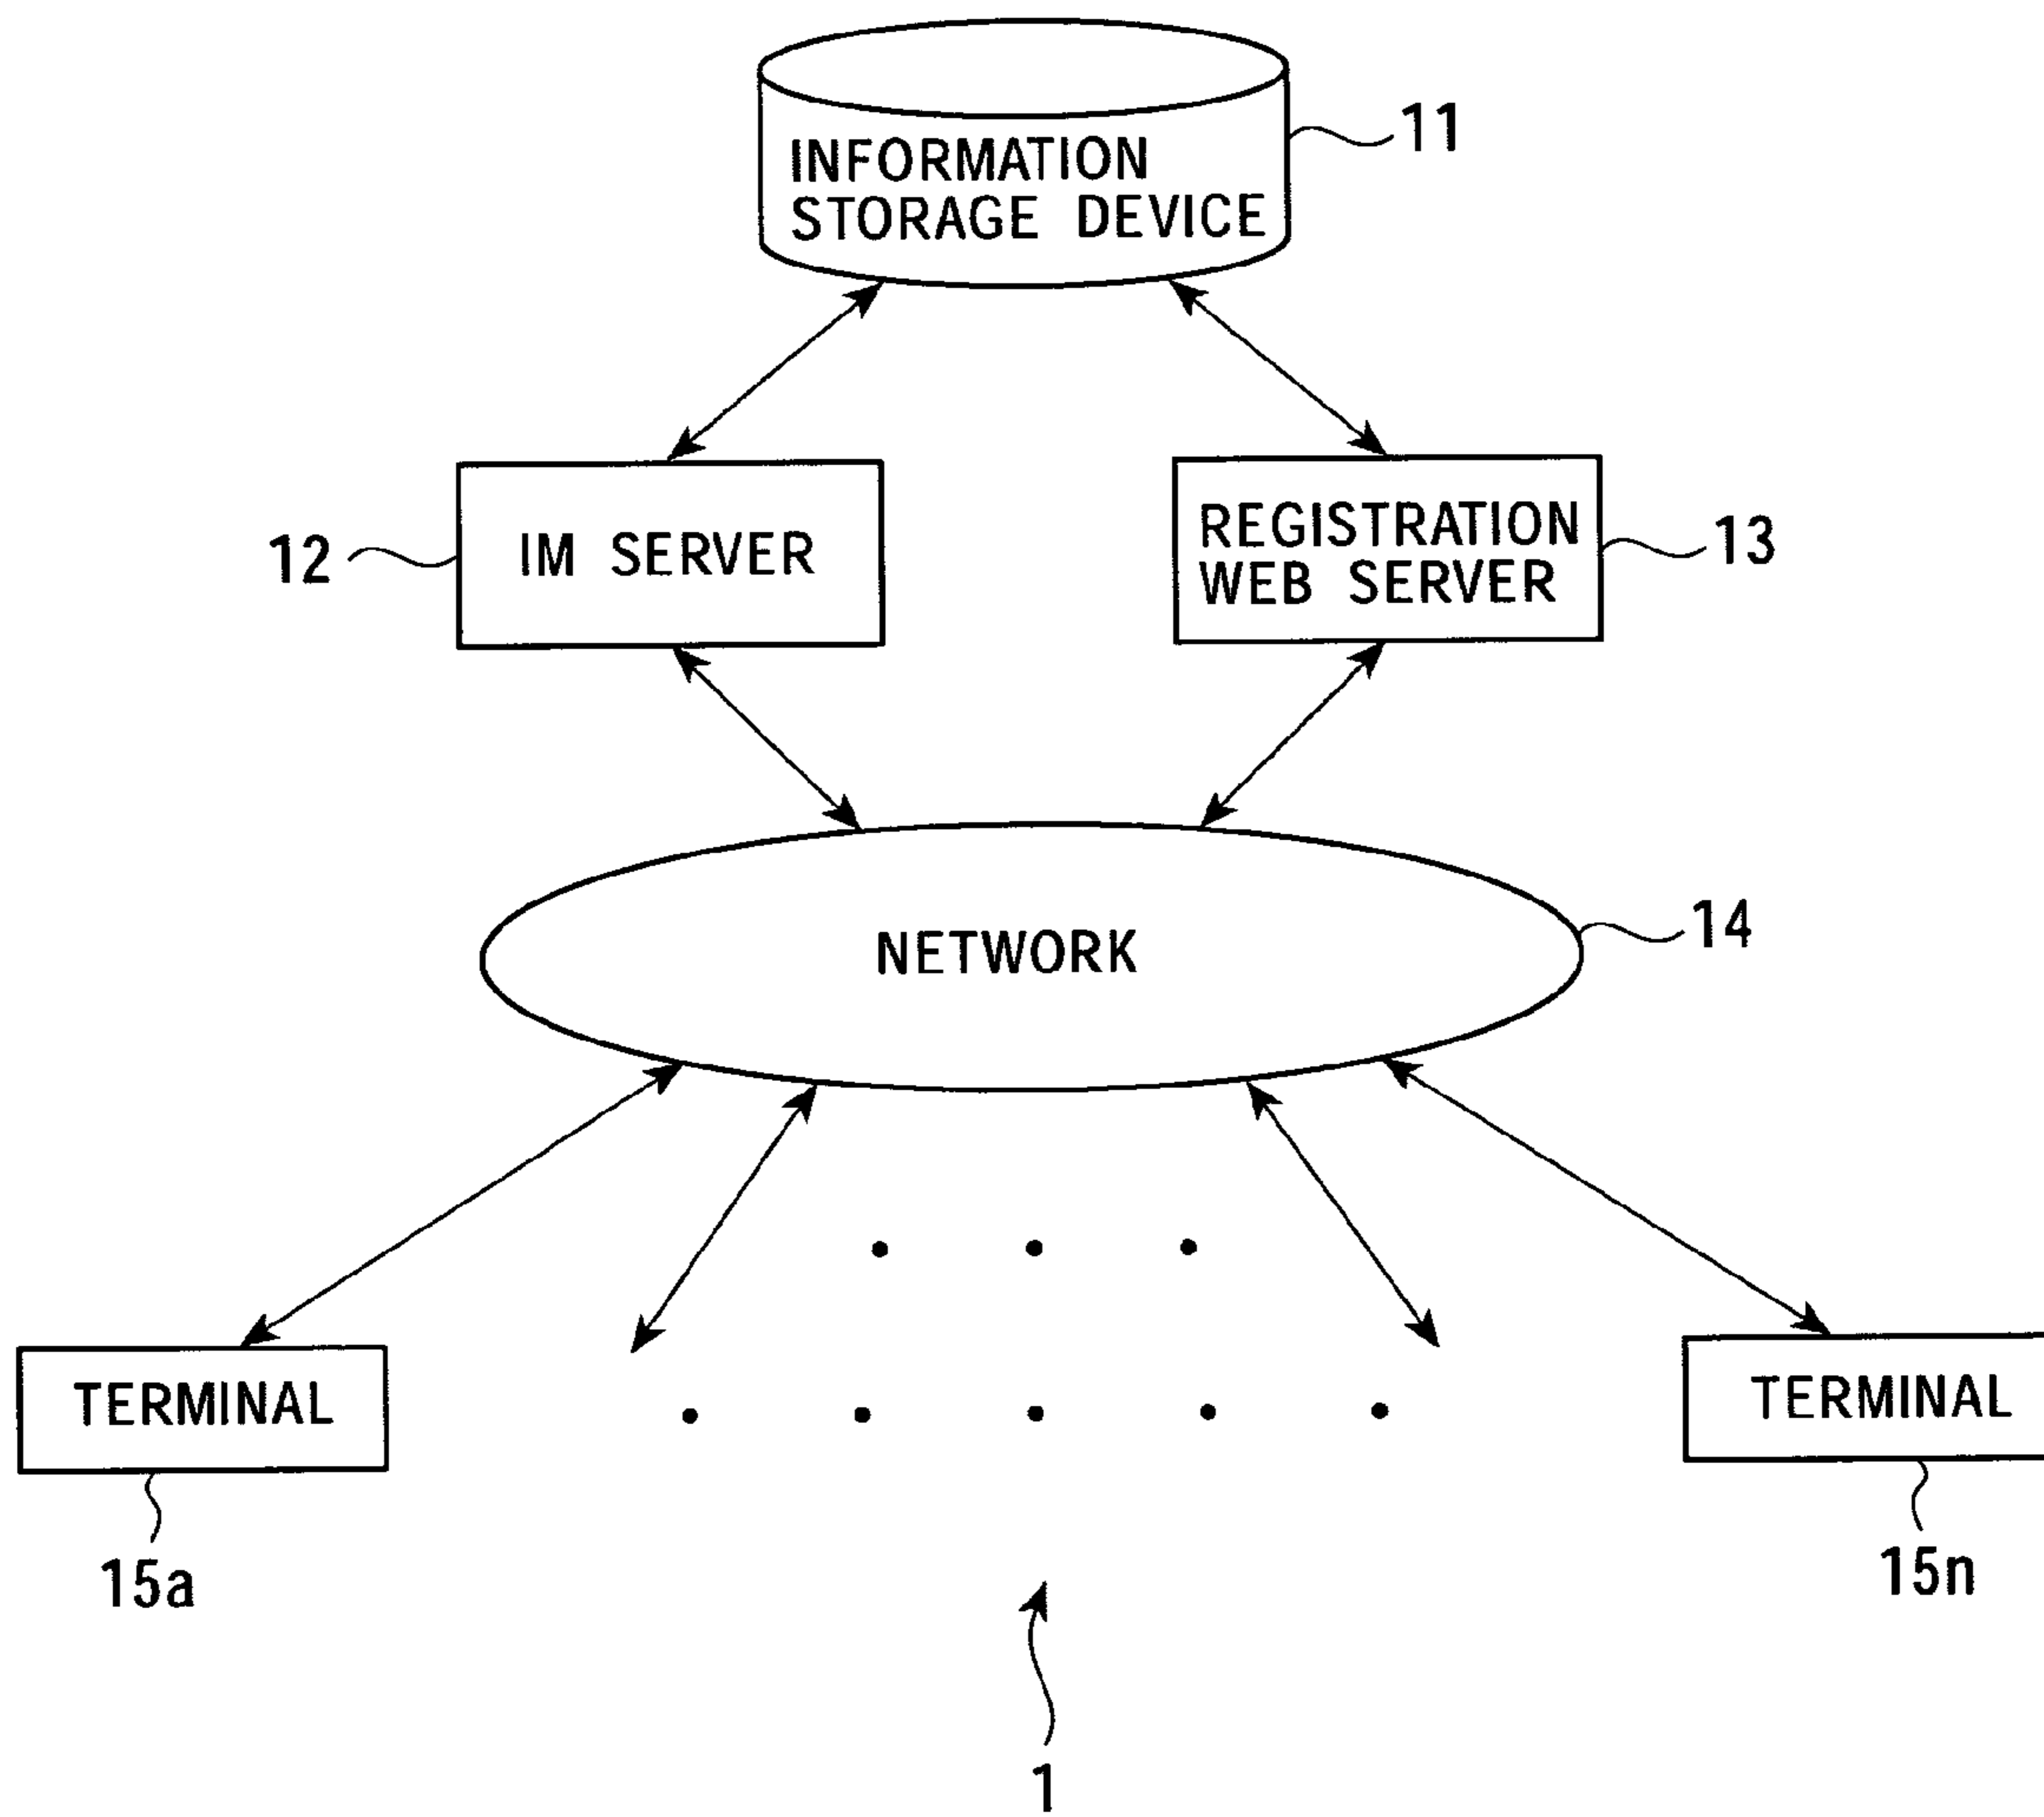 INFORMATION
STORAGE DEVICE
11
12
IM SERVER
REGISTRATION
WEB SERVER
13
NETWORK
14
TERMINAL
TERMINAL
15a
15n
1